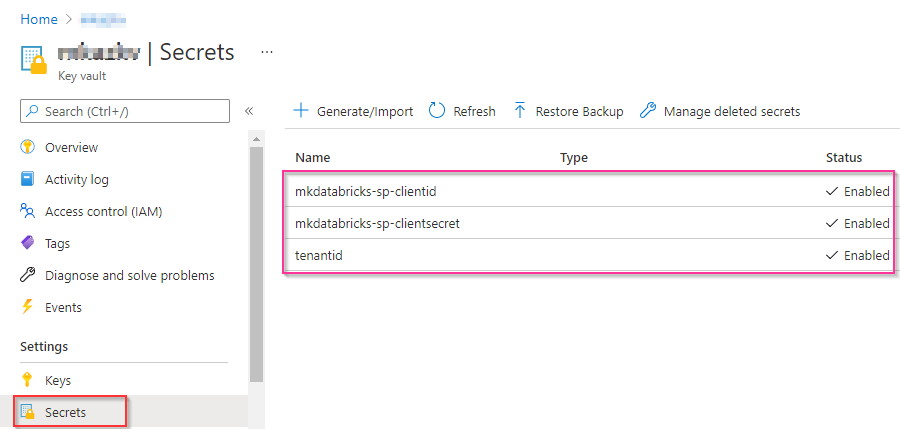 Home >
| Secrets ...
Key vault
Search (Ctrl+/) «
Generate/Import Refresh Restore Backup Manage deleted secrets
Overview
Activity log
Access control (IAM)
Tags
Diagnose and solve problems
Events
Settings
Keys
Secrets
Name Type Status
mkdatabricks-sp-clientid Enabled
mkdatabricks-sp-clientsecret Enabled
tenantid Enabled